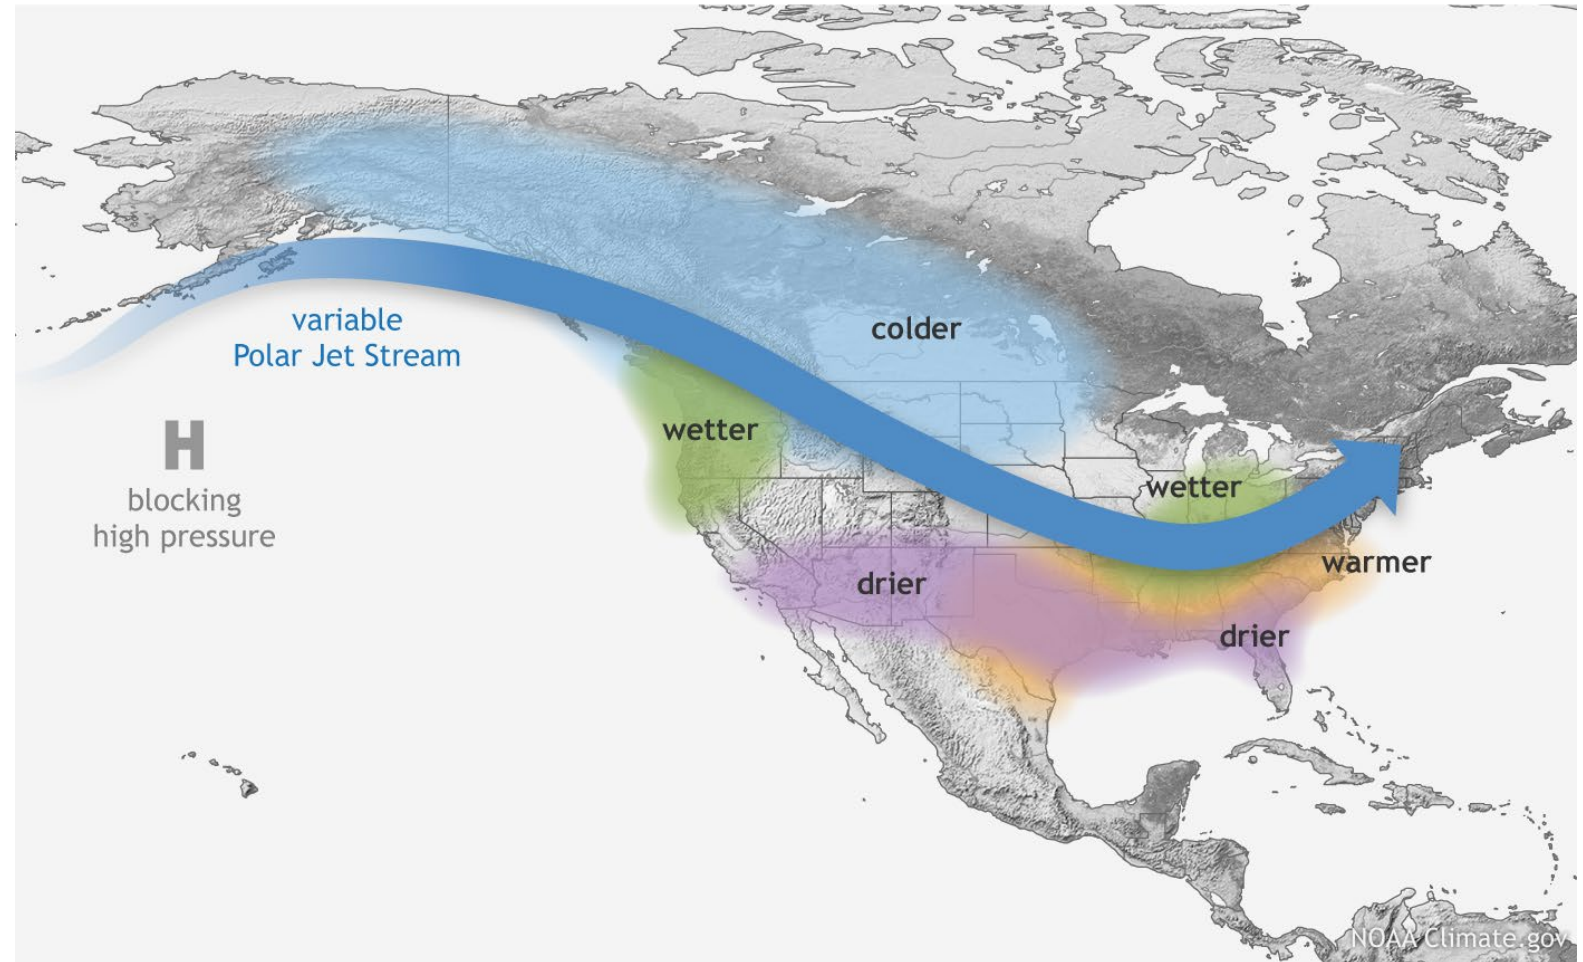 colder
variable
Polar Jet Stream
wetter
H
blocking
high pressure
wetter
warmer
drier
drier
NOAA Climate.gov